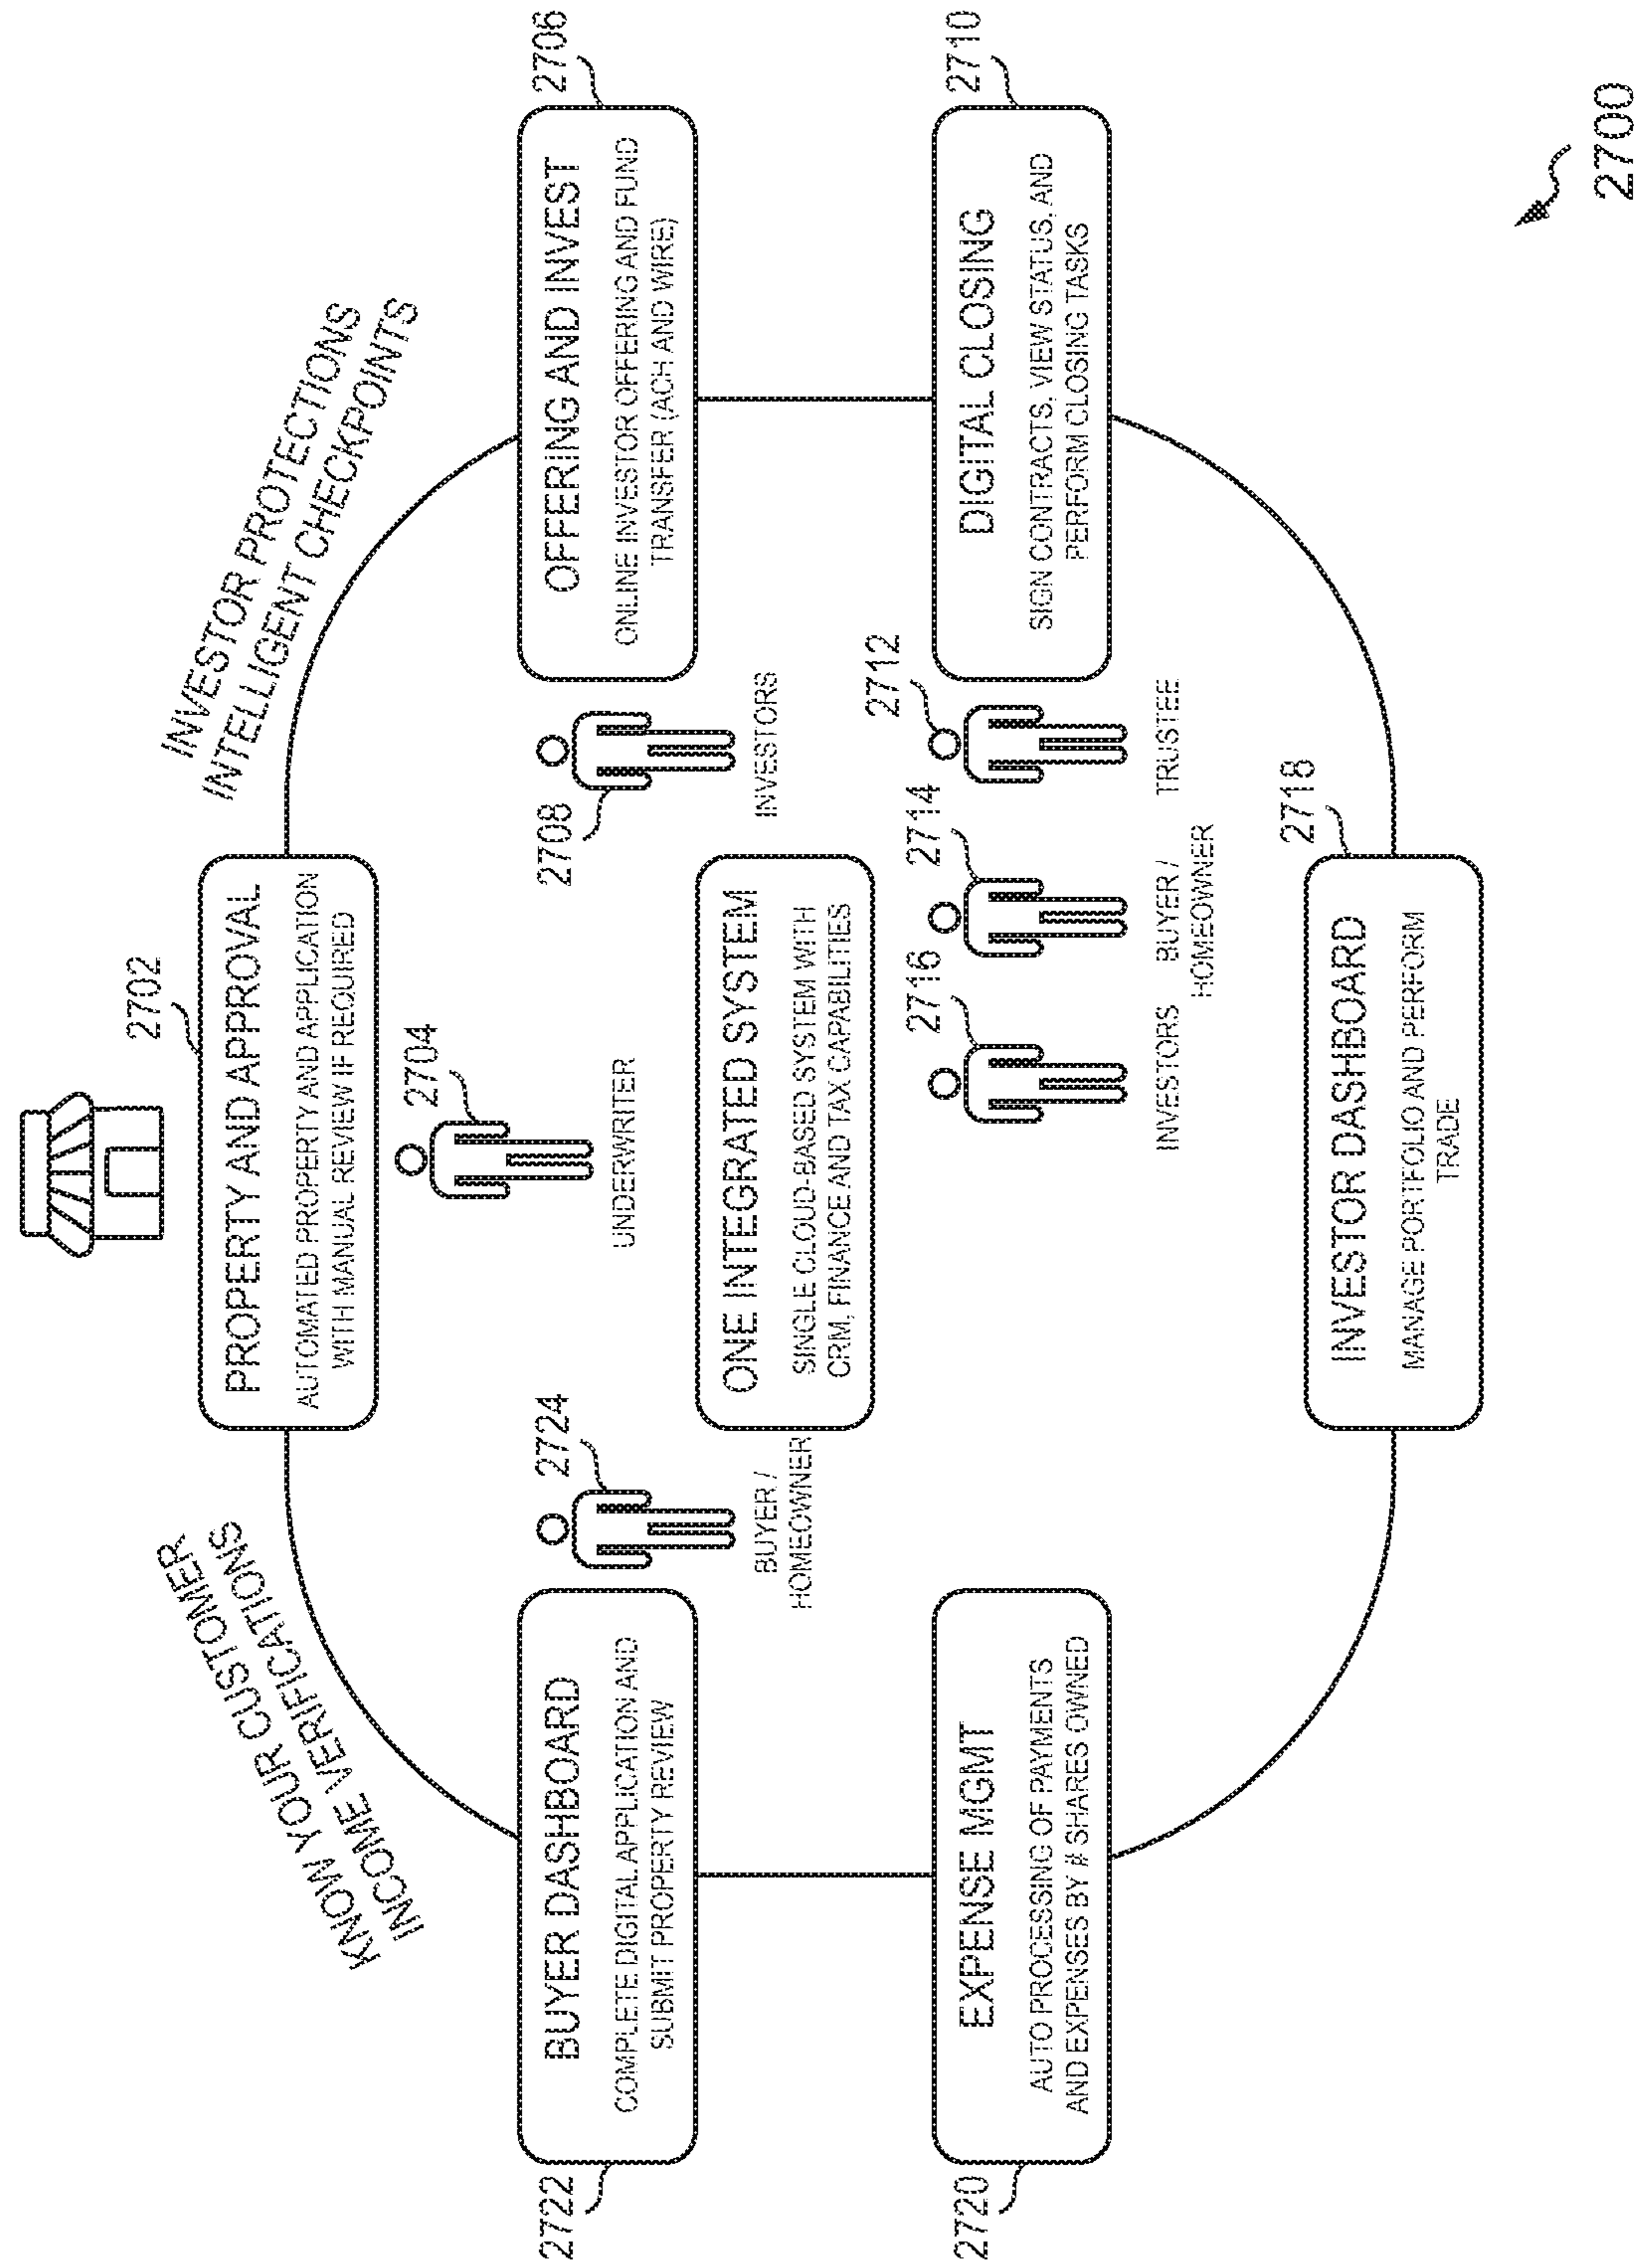 2702
PROPERTY AND APPROVAL
AUTOMATED PROPERTY AND APPLICATION
WITH MANUAL REVIEW IF REQUIRED
KNOW YOUR CUSTOMER
INCOME VERIFICATIONS
INVESTOR PROTECTIONS
INTELLIGENT CHECKPOINTS
2704
UNDERWRITER
2722
BUYER DASHBOARD
COMPLETE DIGITAL APPLICATION AND
SUBMIT PROPERTY REVIEW
2724
BUYER /
HOMEOWNER
2708
INVESTORS
2706
OFFERING AND INVEST
ONLINE INVESTOR OFFERING AND FUND
TRANSFER (ACH AND WIRE)
ONE INTEGRATED SYSTEM
SINGLE CLOUD-BASED SYSTEM WITH
CRM, FINANCE AND TAX CAPABILITIES
2720
EXPENSE MGMT
AUTO PROCESSING OF PAYMENTS
AND EXPENSES BY # SHARES OWNED
2716
INVESTORS
2714
BUYER /
HOMEOWNER
2712
TRUSTEE
2710
DIGITAL CLOSING
SIGN CONTRACTS, VIEW STATUS, AND
PERFORM CLOSING TASKS
2718
INVESTOR DASHBOARD
MANAGE PORTFOLIO AND PERFORM
TRADE
2700